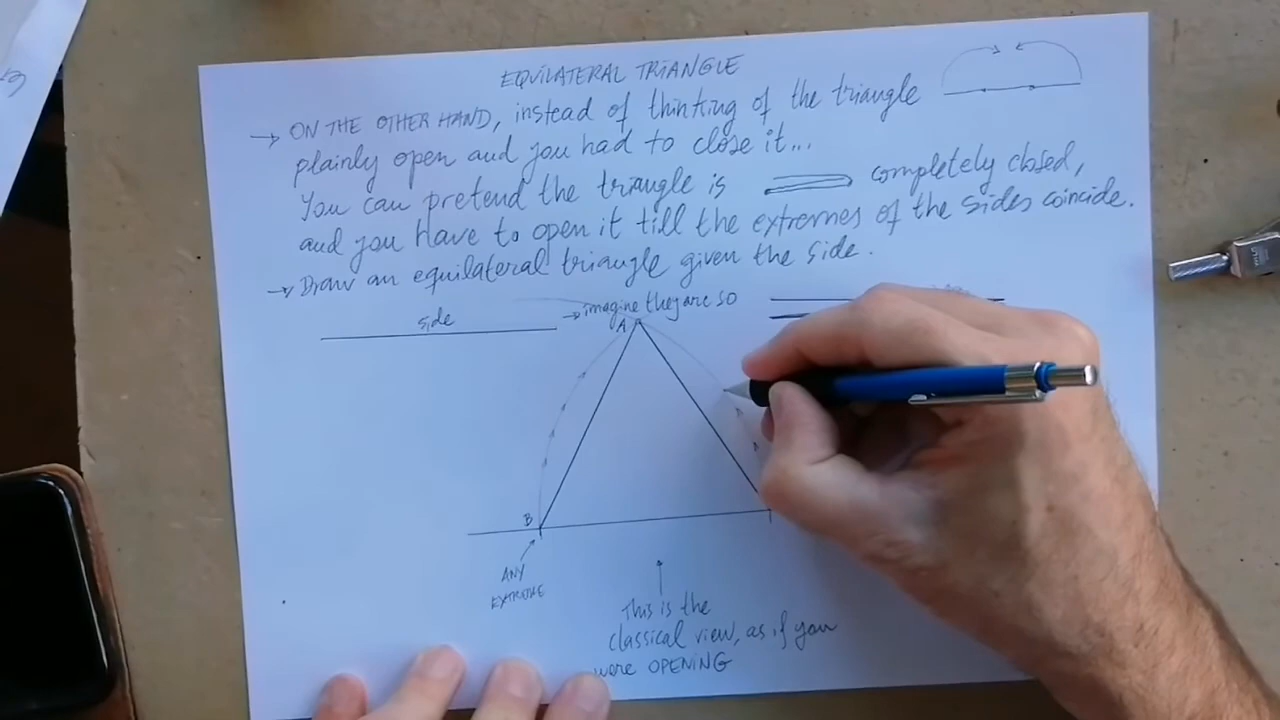 EQUILATERAL TRIANGLE
→ ON THE OTHER HAND, instead of thinking of the triangle
plainly open and you had to close it...
You can pretend the triangle is completely closed,
and you have to open it till the extremes of the sides coincide.
→ Draw an equilateral triangle given the side.
side
→ imagine they are so
A
B
ANY
EXTREME
This is the
classical view, as if you
were OPENING